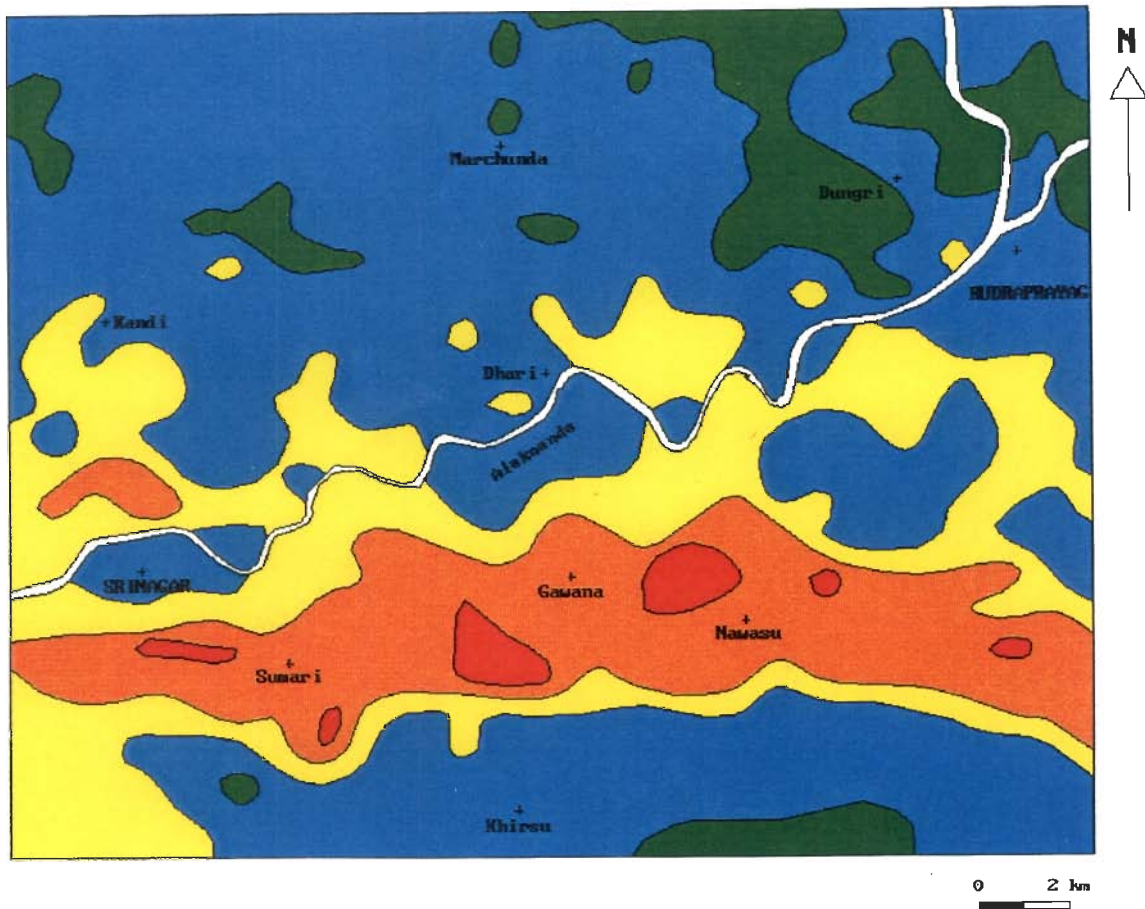 N
Marchunda
Dungri
RUDRAPRAYAG
Kandi
Dhari
Alaknanda
SRINAGAR
Gawana
Nawasu
Sumari
Khirsu
0 2 km